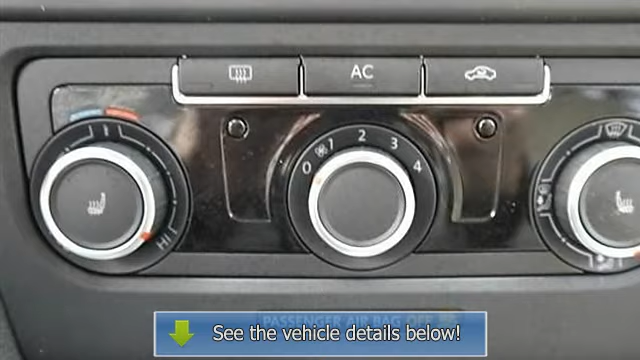 AC
0 1 2 3 4
HI
PASSENGER AIR BAG OFF
See the vehicle details below!